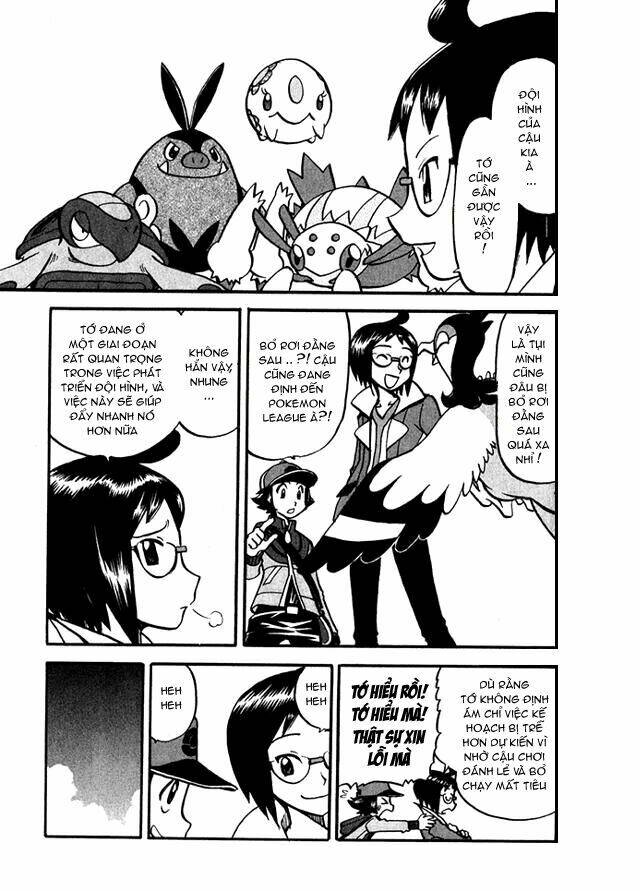 ĐỘI
HÌNH
CỦA
CẬU
KIA
À
...
TỚ
CŨNG
GẦN
ĐƯỢC
VẬY
RỒI
!
VẬY
LÀ TỤI
MÌNH
CŨNG
ĐÂU BỊ
BỎ RƠI
ĐẰNG
SAU
QUÁ XA
NHỈ !
BỎ RƠI ĐẰNG
SAU . . ?! CẬU
CŨNG ĐANG
ĐỊNH ĐẾN
POKEMON
LEAGUE À?!
KHÔNG
HẲN VẬY,
NHƯNG
...
TỚ ĐANG Ở
MỘT GIAI ĐOẠN
RẤT QUAN TRỌNG
TRONG VIỆC PHÁT
TRIỂN ĐỘI HÌNH, VÀ
VIỆC NÀY SẼ GIÚP
ĐẨY NHANH NÓ
HƠN NỮA
DÙ RẰNG
TỚ KHÔNG ĐỊNH
ÁM CHỈ VIỆC KẾ
HOẠCH BỊ TRỄ
HƠN DỰ KIẾN VÌ
NHỜ CẬU CHƠI
ĐÁNH LẺ VÀ BỎ
CHẠY MẤT TIÊU
TỚ HIỂU RỒI!
TỚ HIỂU MÀ!
THẬT SỰ XIN
LỖI MÀ
HEH
HEH
HEH
HEH